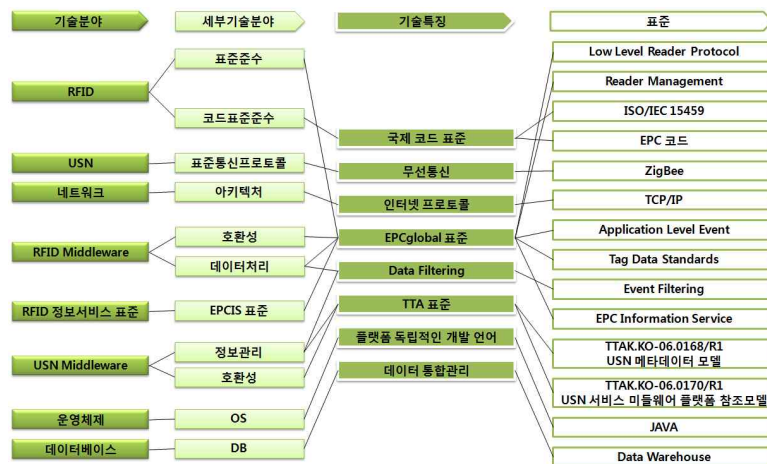 기술분야
세부기술분야
기술특징
표준
RFID
USN
네트워크
RFID Middleware
RFID 정보서비스 표준
USN Middleware
운영체제
데이터베이스
표준준수
코드표준준수
표준통신프로토콜
아키텍처
호환성
데이터처리
EPCIS 표준
정보관리
호환성
OS
DB
국제 코드 표준
무선통신
인터넷 프로토콜
EPCglobal 표준
Data Filtering
TTA 표준
플랫폼 독립적인 개발 언어
데이터 통합관리
Low Level Reader Protocol
Reader Management
ISO/IEC 15459
EPC 코드
ZigBee
TCP/IP
Application Level Event
Tag Data Standards
Event Filtering
EPC Information Service
TTAK.KO-06.0168/R1
USN 메타데이터 모델
TTAK.KO-06.0170/R1
USN 서비스 미들웨어 플랫폼 참조모델
JAVA
Data Warehouse